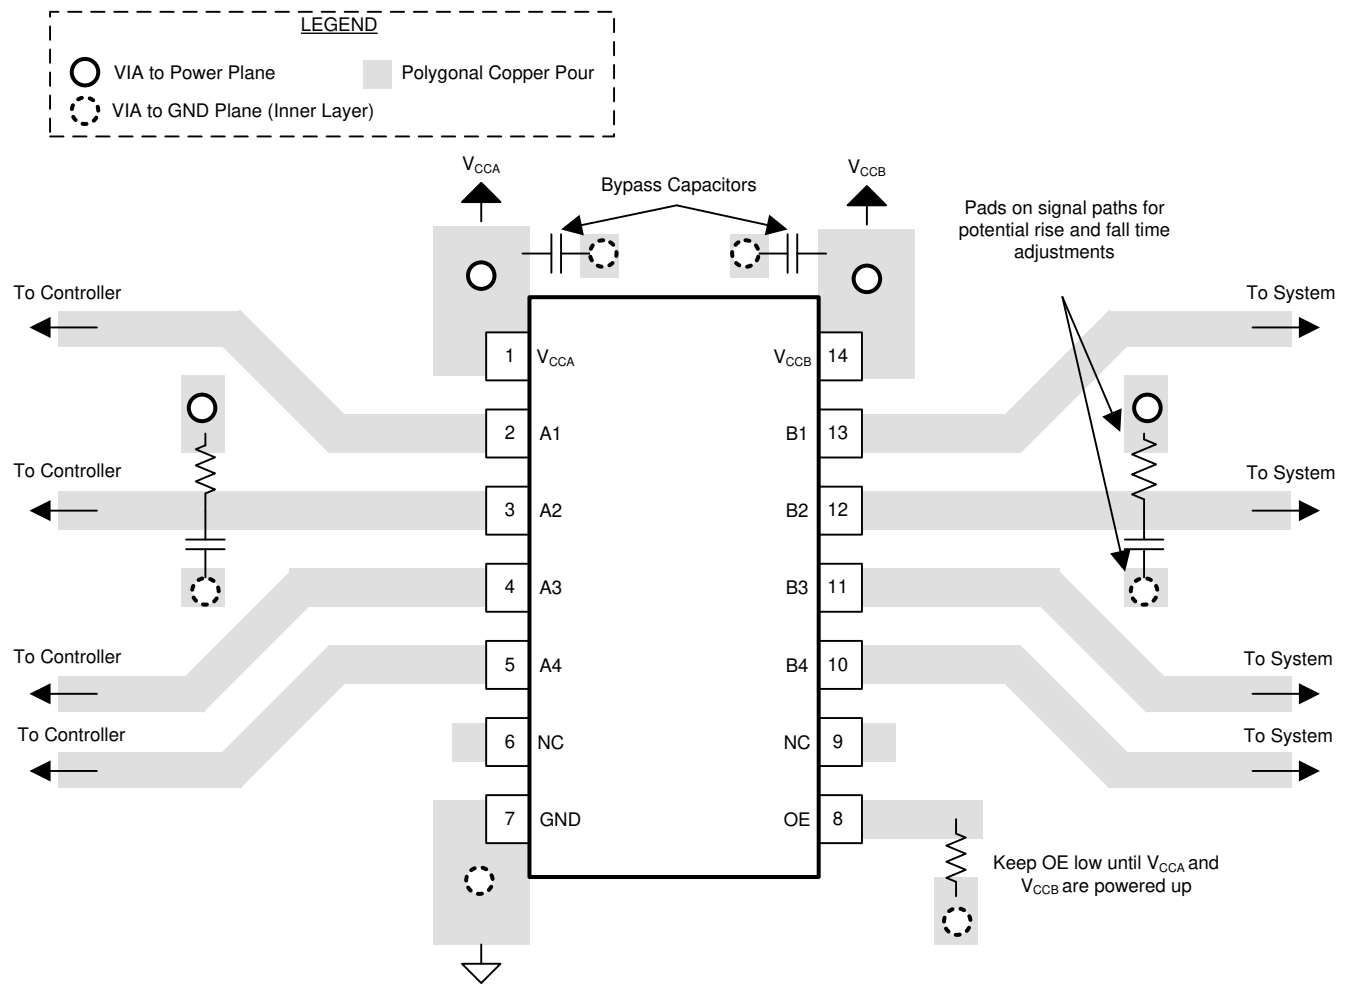 LEGEND
VIA to Power Plane
Polygonal Copper Pour
VIA to GND Plane (Inner Layer)
VCCA
Bypass Capacitors
VCCB
Pads on signal paths for
potential rise and fall time
adjustments
To Controller
To System
1 VCCA
VCCB 14
2 A1
B1 13
To Controller
To System
3 A2
B2 12
4 A3
B3 11
To Controller
To System
5 A4
B4 10
To Controller
To System
6 NC
NC 9
7 GND
OE 8
Keep OE low until VCCA and
VCCB are powered up